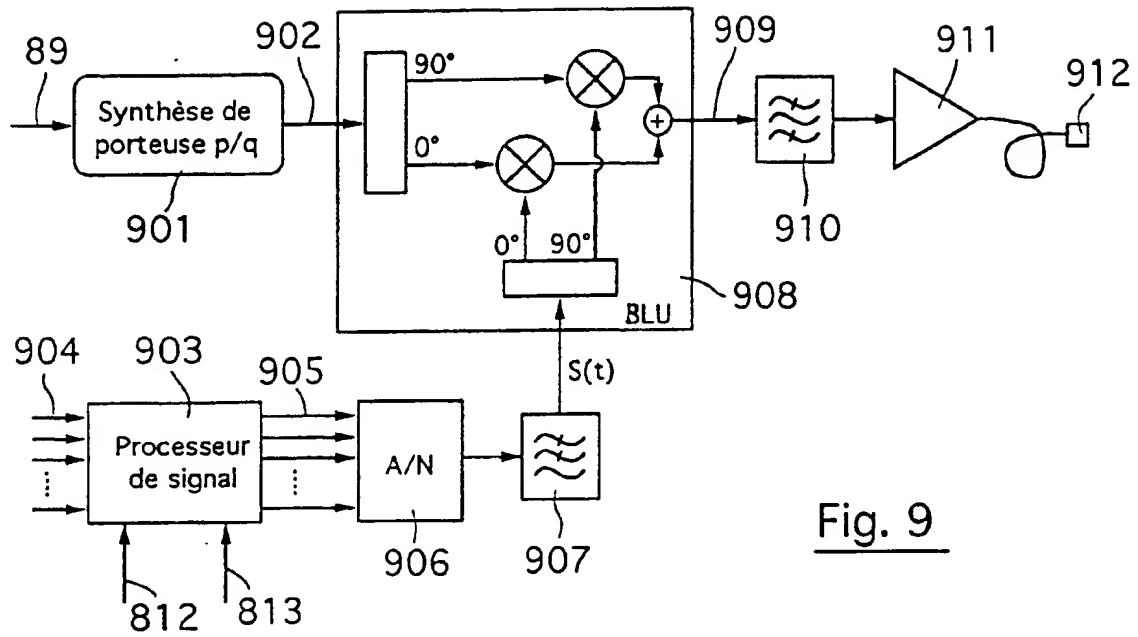 89
902
Synthèse de
porteuse p/q
901
90°
0°
0°
90°
BLU
908
909
910
911
912
904
903
905
Processeur
de signal
A/N
906
S(t)
907
812
813
Fig. 9